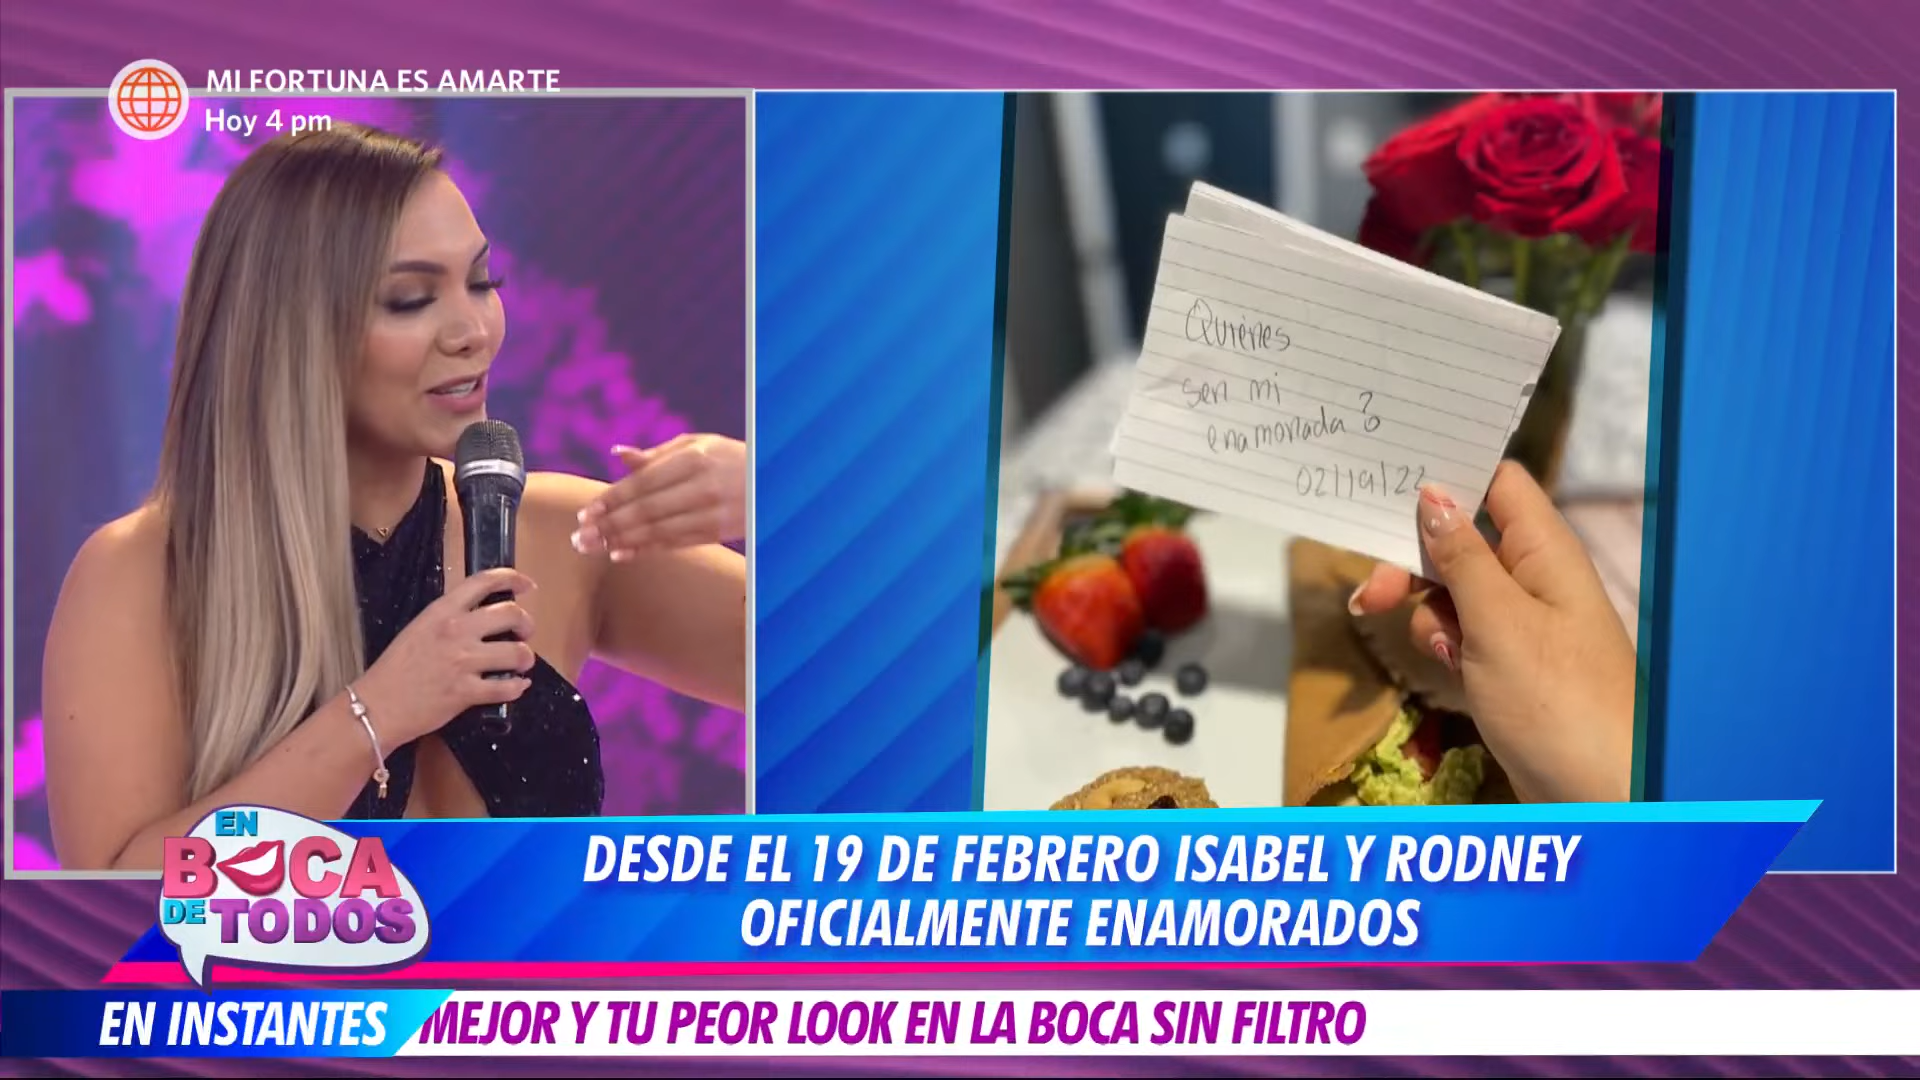 MI FORTUNA ES AMARTE
Hoy 4 pm
Quieres
ser mi
enamorada?
02/19/22
EN
BOCA
DE TODOS
DESDE EL 19 DE FEBRERO ISABEL Y RODNEY
OFICIALMENTE ENAMORADOS
EN INSTANTES
MEJOR Y TU PEOR LOOK EN LA BOCA SIN FILTRO